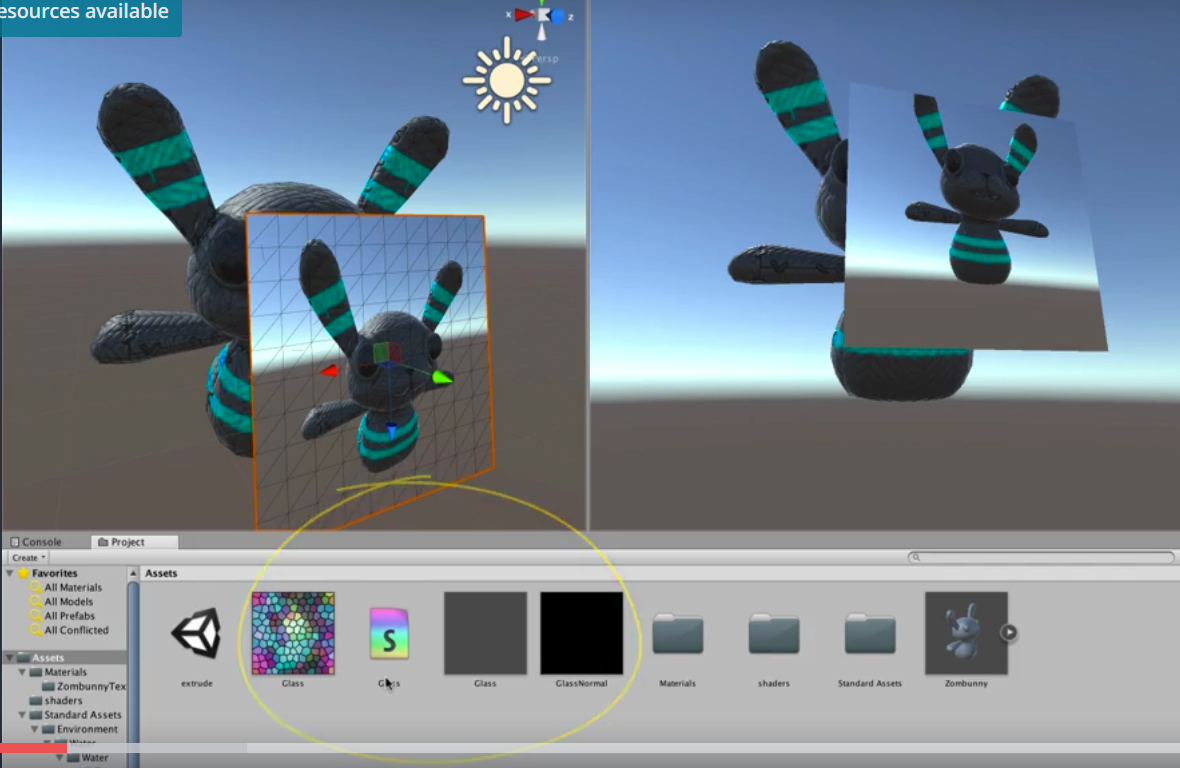 esources available
x
z
Persp
Console
Project
Create
Favorites
All Materials
All Models
All Prefabs
All Conflicted
Assets
Materials
ZombunnyTex
shaders
Standard Assets
Environment
Water
Water
Assets
extrude
Glass
S
Glass
Glass
GlassNormal
Materials
shaders
Standard Assets
Zombunny